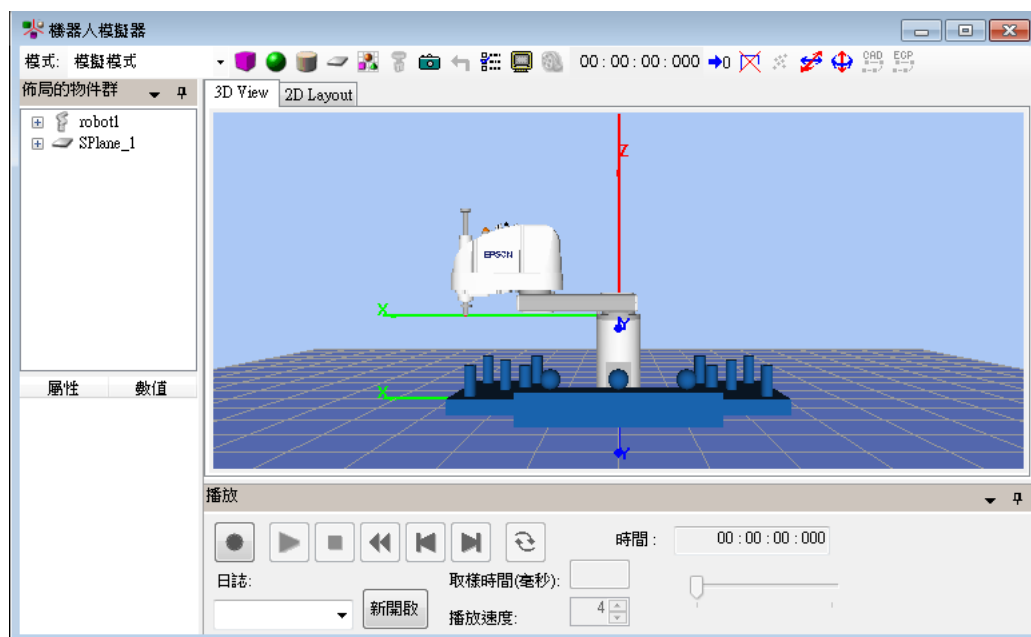 機器人模擬器
模式: 模擬模式
00:00:00:000
CAD
EGP
佈局的物件群
3D View
2D Layout
robot1
SPlane_1
Z
EPSON
X
Y
X
Y
屬性
數值
播放
時間:
00:00:00:000
日誌:
取樣時間(毫秒):
新開啟
播放速度:
4